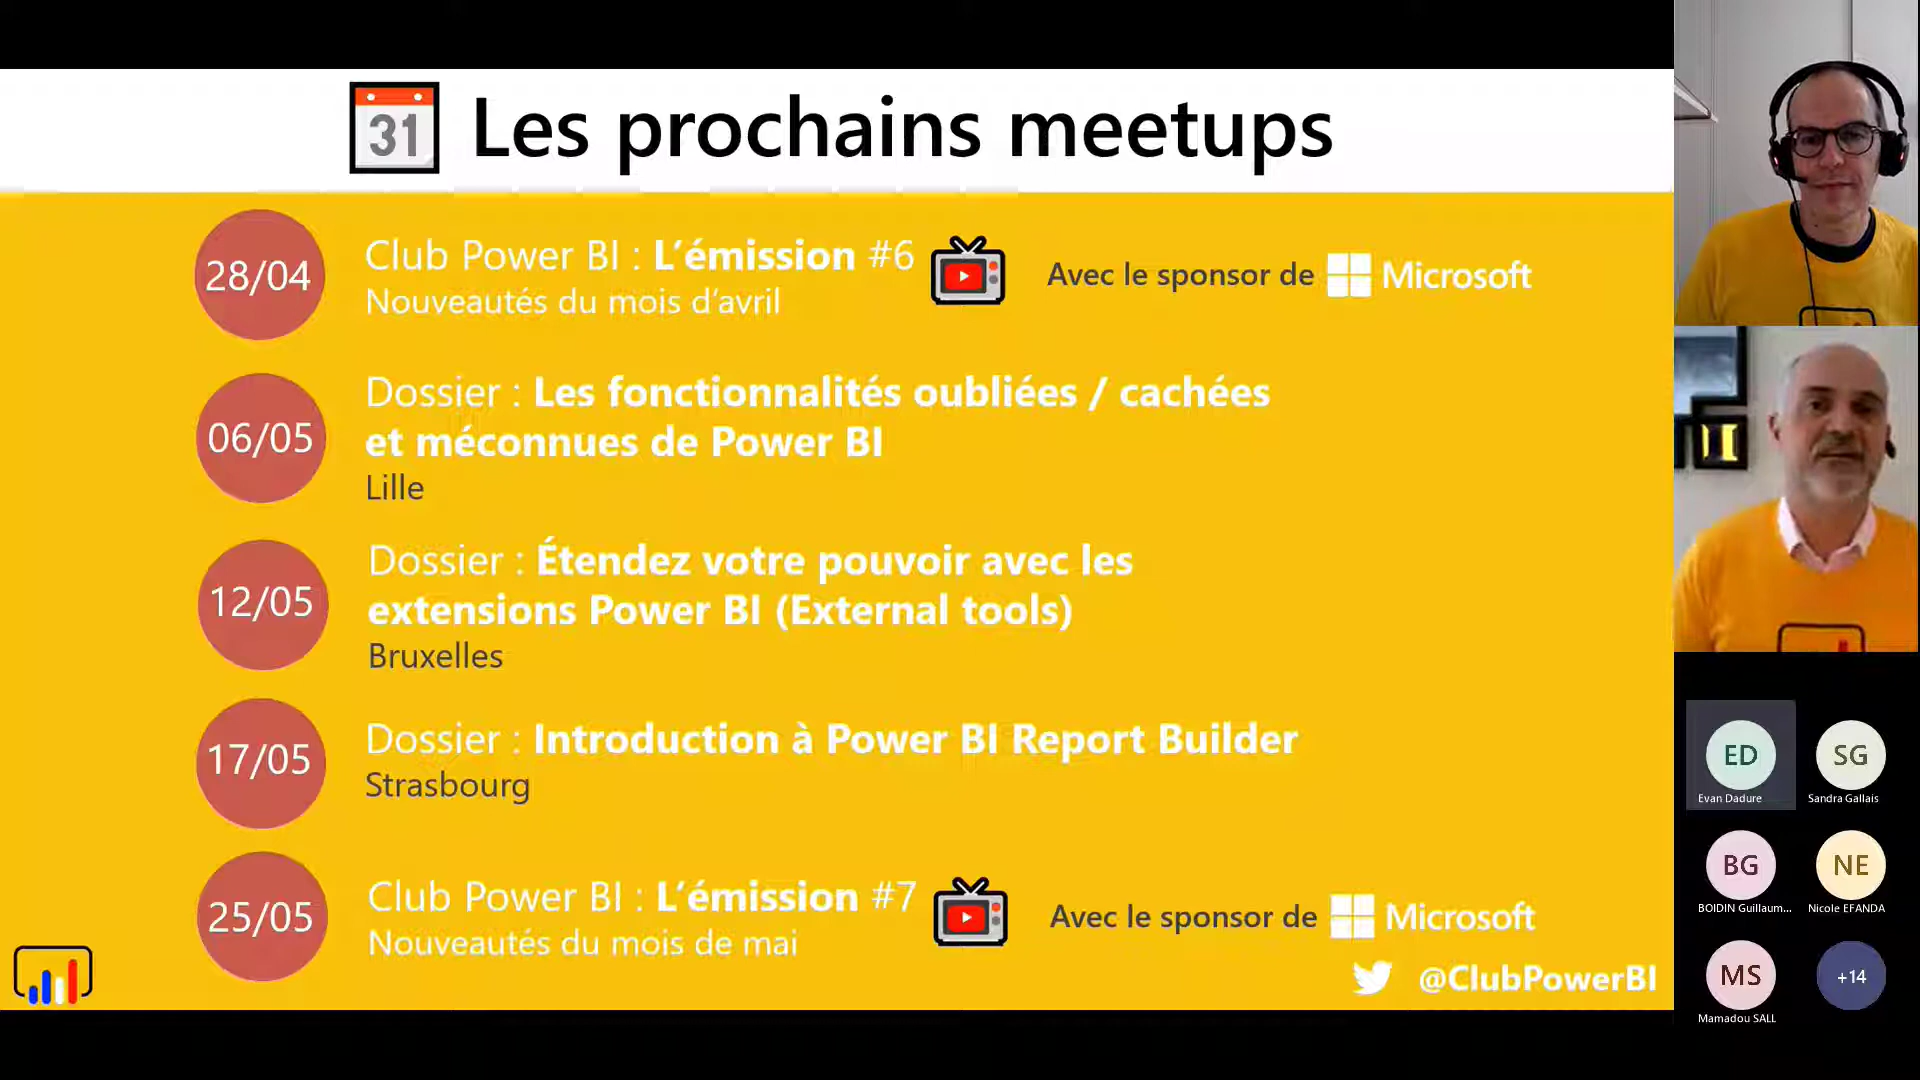 31 Les prochains meetups
28/04
Club Power BI : L’émission #6
Nouveautés du mois d’avril
Avec le sponsor de Microsoft
06/05
Dossier : Les fonctionnalités oubliées / cachées
et méconnues de Power BI
Lille
12/05
Dossier : Étendez votre pouvoir avec les
extensions Power BI (External tools)
Bruxelles
17/05
Dossier : Introduction à Power BI Report Builder
Strasbourg
25/05
Club Power BI : L’émission #7
Nouveautés du mois de mai
Avec le sponsor de Microsoft
@ClubPowerBI
ED
Evan Dadure
SG
Sandra Gallais
BG
BOIDIN Guillaum...
NE
Nicole EFANDA
MS
Mamadou SALL
+14